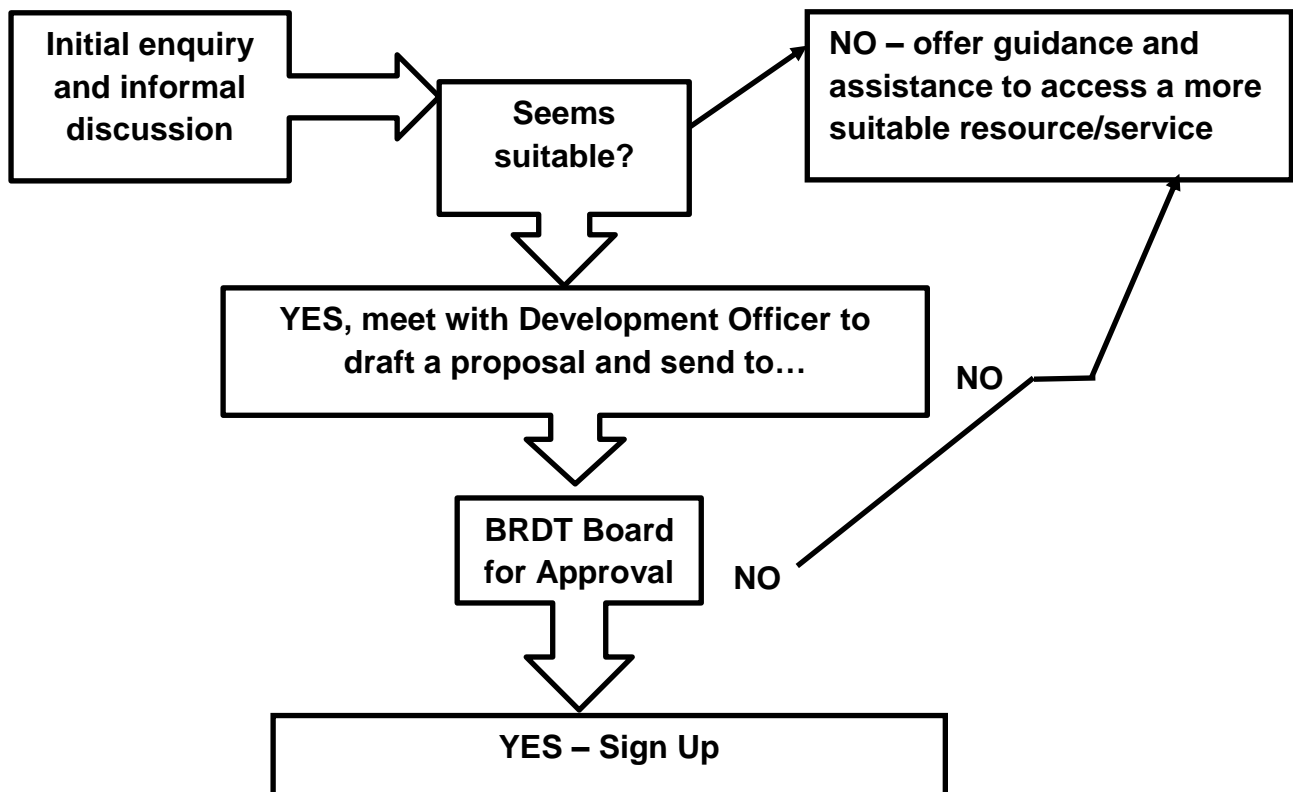 Initial enquiry
and informal
discussion
NO – offer guidance and
assistance to access a more
suitable resource/service
Seems
suitable?
YES, meet with Development Officer to
draft a proposal and send to…
NO
BRDT Board
for Approval
NO
YES – Sign Up